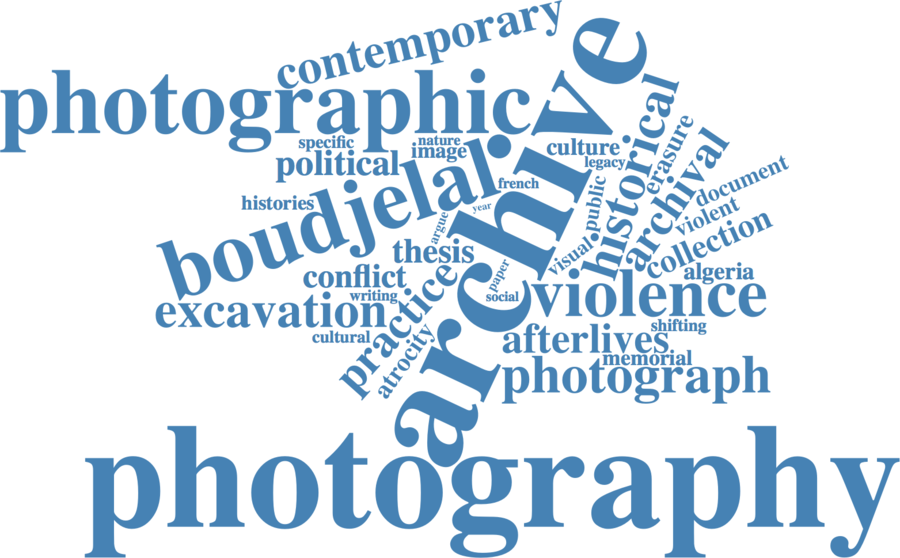 contemporary
photographic
archive
specific
nature
image
political
culture
legacy
historical
erasure
archival
document
violent
collection
histories
boudjelal
french
year
argue
public
visual
thesis
conflict
writing
excavation
cultural
practice
atrocity
paper
social
algeria
violence
shifting
afterlives
memorial
photograph
photography